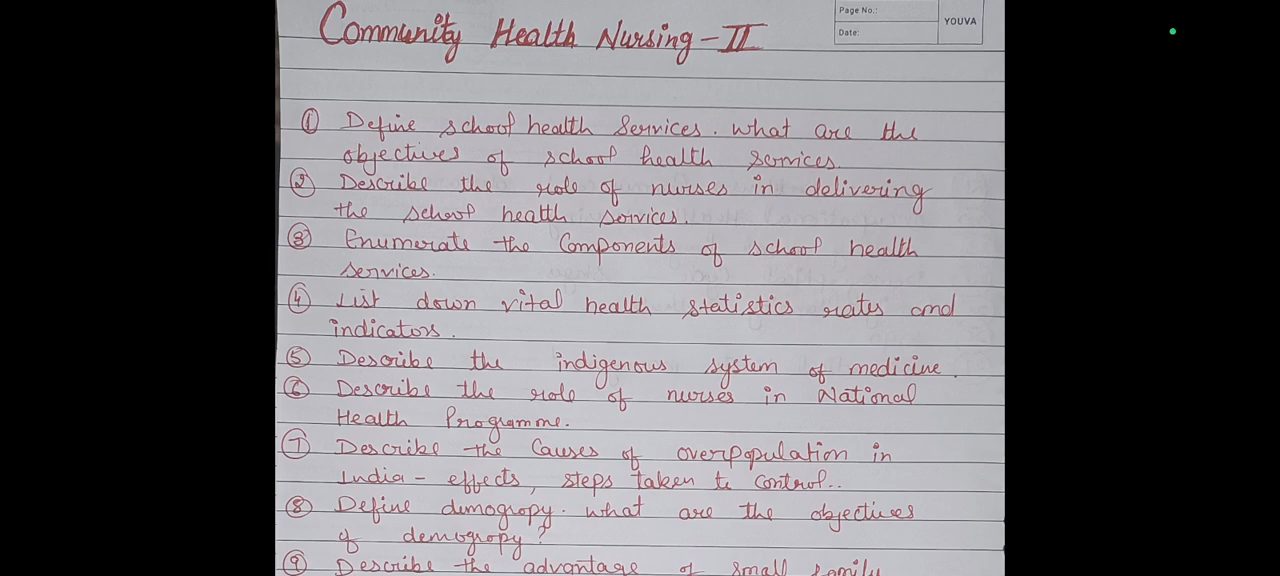 Community Health Nursing - II
Page No.:
Date:
YOUVA
① Define school health Services. what are the
objectives of school health services.
② Describe the role of nurses in delivering
the school health services.
③ Enumerate the Components of school health
services.
④ List down vital health statistics rates and
indicators.
⑤ Describe the indigenous system of medicine.
⑥ Describe the role of nurses in National
Health Programme.
⑦ Describe the Causes of overpopulation in
India - effects, steps taken to control..
⑧ Define demogropy. what are the objectives
of demogropy?
⑨ Describe the advantage of small family